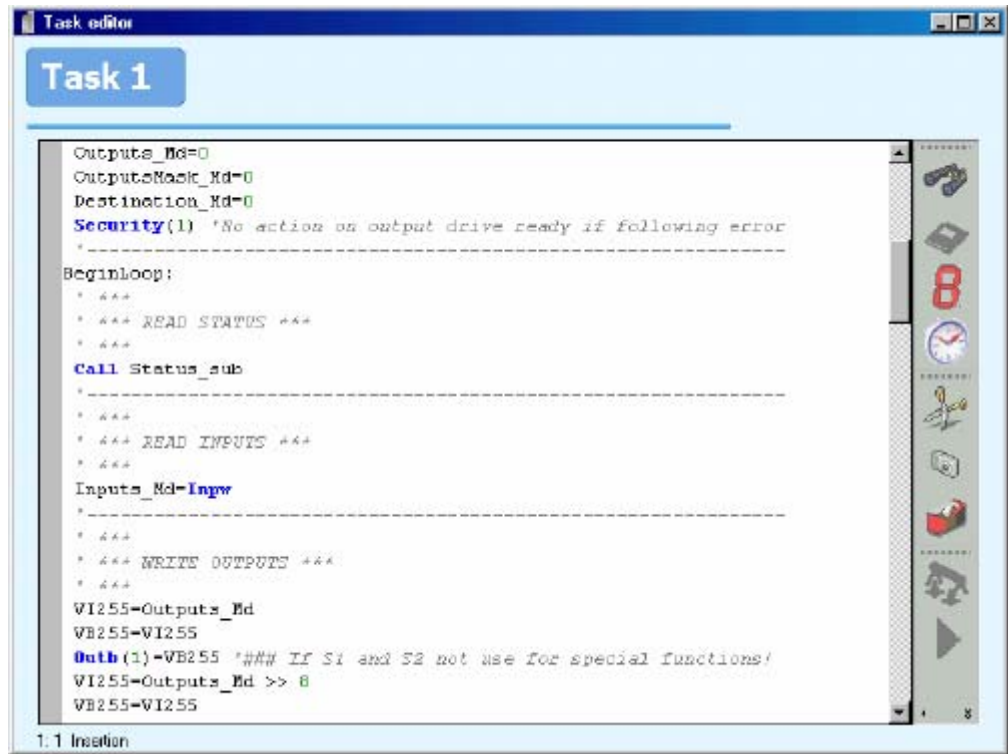 Task editor
Task 1
Outputs_Md=0
OutputsMask_Md=0
Destination_Md=0
Security(1) 'No action on output drive ready if following error
'----------------------------------------------------------------
BeginLoop:
' ***
' *** READ STATUS ***
' ***
Call Status_sub
'----------------------------------------------------------------
' ***
' *** READ INPUTS ***
' ***
Inputs_Md=Inpw
'----------------------------------------------------------------
' ***
' *** WRITE OUTPUTS ***
' ***
VI255=Outputs_Md
VB255=VI255
Outb(1)=VB255 '### If S1 and S2 not use for special functions!
VI255=Outputs_Md >> 8
VB255=VI255
1: 1 Insertion